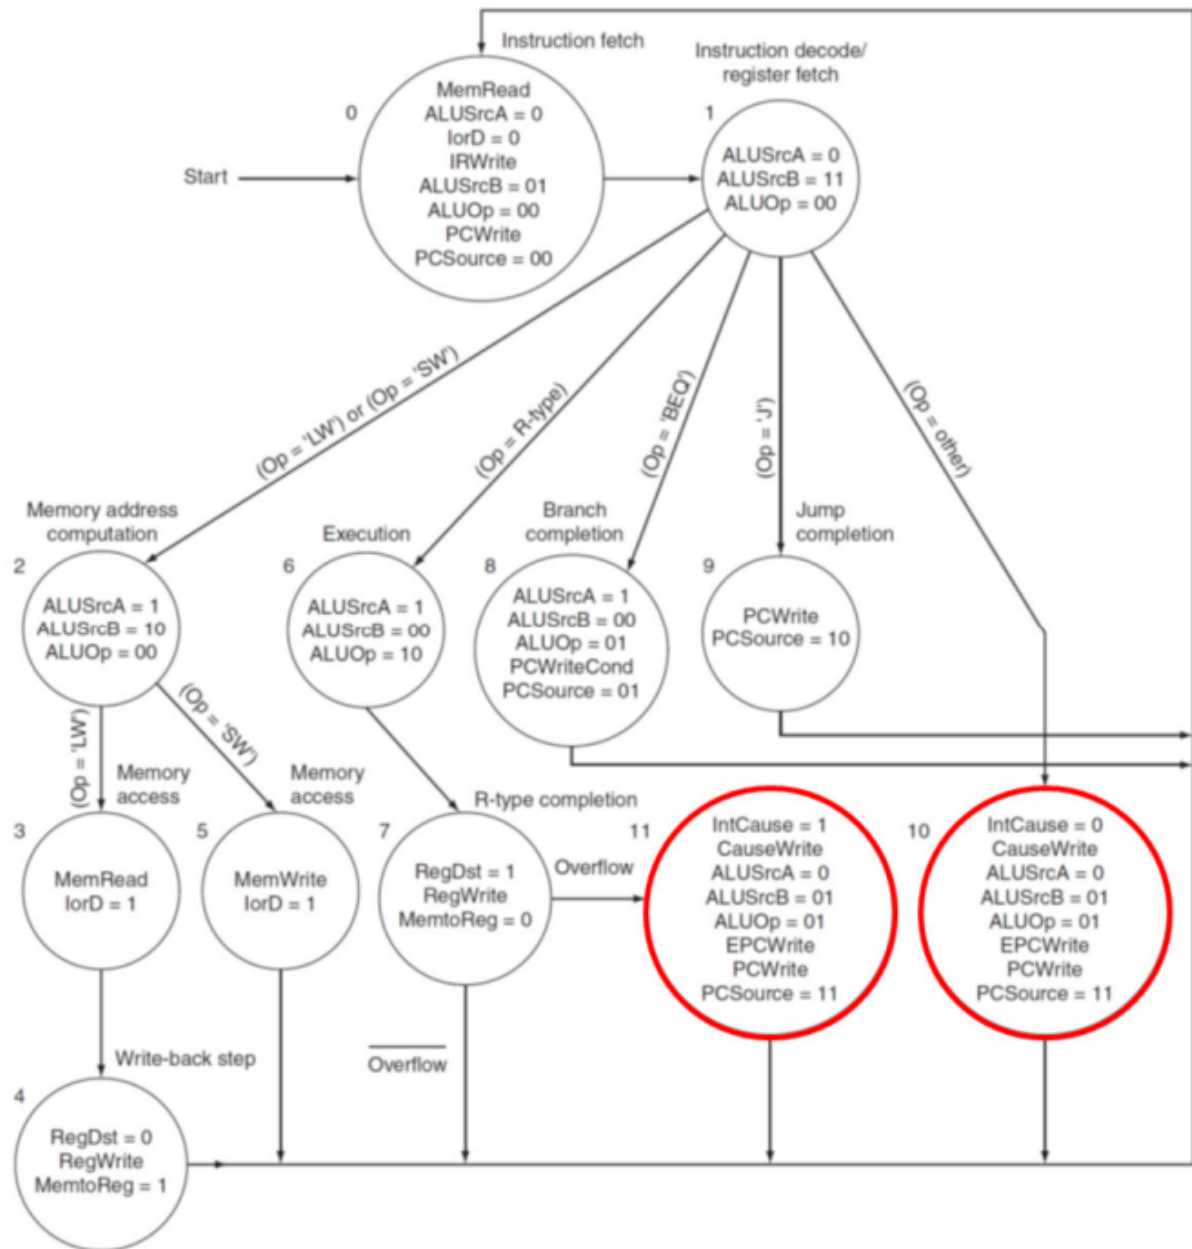 Instruction fetch
Instruction decode/
register fetch
0
MemRead
ALUSrcA = 0
IorD = 0
IRWrite
ALUSrcB = 01
ALUOp = 00
PCWrite
PCSource = 00
1
ALUSrcA = 0
ALUSrcB = 11
ALUOp = 00
Start
(Op = 'LW') or (Op = 'SW')
(Op = R-type)
(Op = 'BEQ')
(Op = 'J')
(Op = other)
Memory address
computation
2
ALUSrcA = 1
ALUSrcB = 10
ALUOp = 00
Execution
6
ALUSrcA = 1
ALUSrcB = 00
ALUOp = 10
Branch
completion
8
ALUSrcA = 1
ALUSrcB = 00
ALUOp = 01
PCWriteCond
PCSource = 01
Jump
completion
9
PCWrite
PCSource = 10
(Op = 'LW')
(Op = 'SW')
Memory
access
3
MemRead
IorD = 1
Memory
access
5
MemWrite
IorD = 1
R-type completion
7
RegDst = 1
RegWrite
MemtoReg = 0
Overflow
11
IntCause = 1
CauseWrite
ALUSrcA = 0
ALUSrcB = 01
ALUOp = 01
EPCWrite
PCWrite
PCSource = 11
10
IntCause = 0
CauseWrite
ALUSrcA = 0
ALUSrcB = 01
ALUOp = 01
EPCWrite
PCWrite
PCSource = 11
Overflow
Write-back step
4
RegDst = 0
RegWrite
MemtoReg = 1